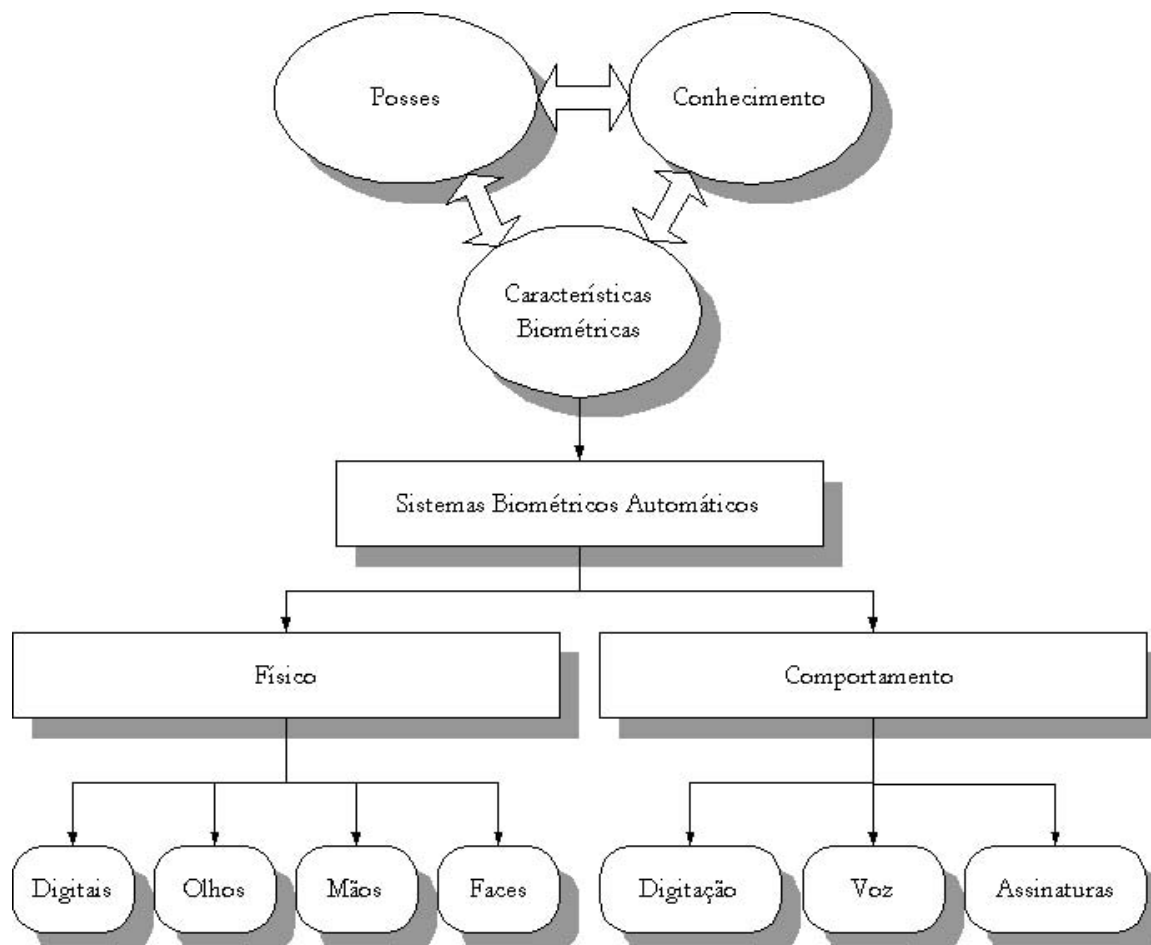 Posses
Conhecimento
Características
Biométricas
Sistemas Biométricos Automáticos
Físico
Comportamento
Digitais
Olhos
Mãos
Faces
Digitação
Voz
Assinaturas